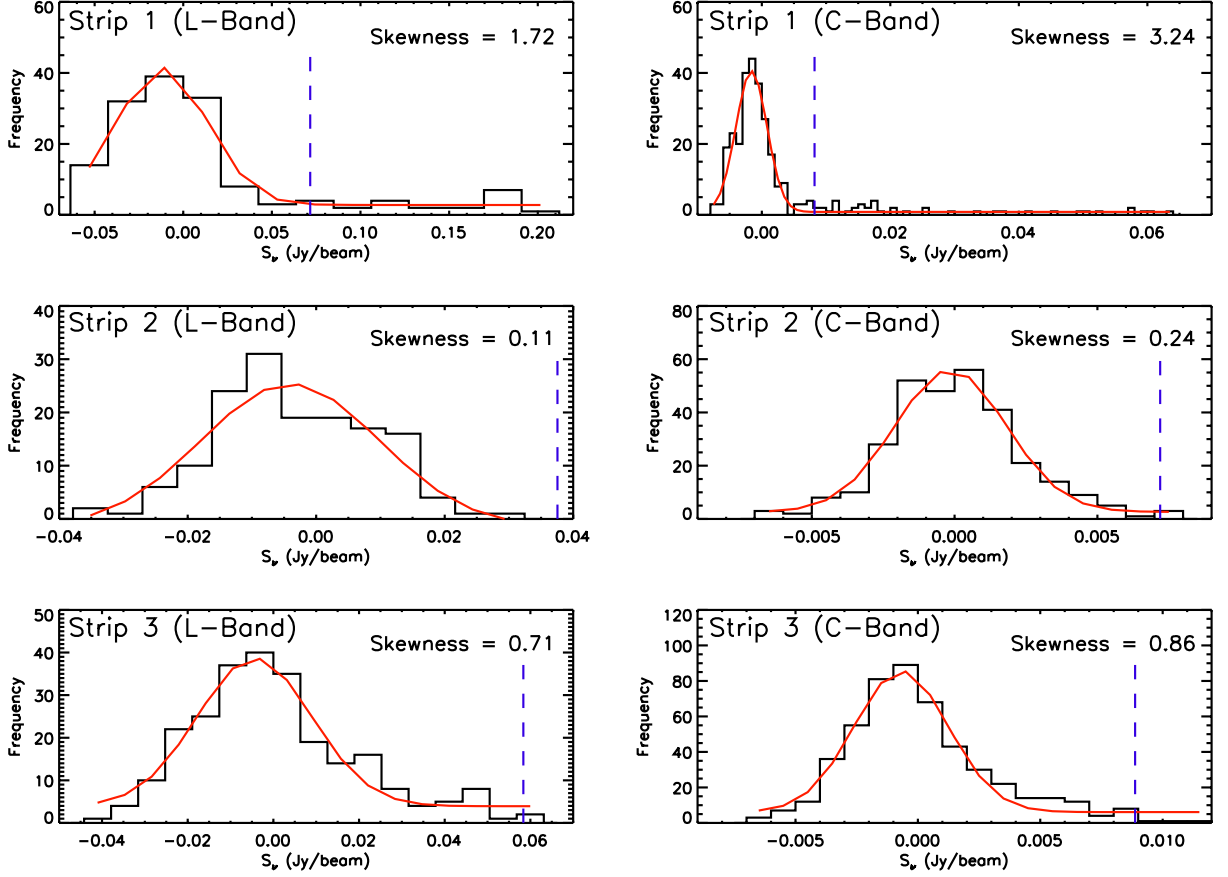 Strip 1 (L-Band)
Skewness = 1.72
60
40
20
0
Frequency
-0.05 0.00 0.05 0.10 0.15 0.20
Sν (Jy/beam)
Strip 1 (C-Band)
Skewness = 3.24
60
40
20
0
Frequency
0.00 0.02 0.04 0.06
Sν (Jy/beam)
Strip 2 (L-Band)
Skewness = 0.11
40
30
20
10
0
Frequency
-0.04 -0.02 0.00 0.02 0.04
Sν (Jy/beam)
Strip 2 (C-Band)
Skewness = 0.24
80
60
40
20
0
Frequency
-0.005 0.000 0.005
Sν (Jy/beam)
Strip 3 (L-Band)
Skewness = 0.71
50
40
30
20
10
0
Frequency
-0.04 -0.02 0.00 0.02 0.04 0.06
Sν (Jy/beam)
Strip 3 (C-Band)
Skewness = 0.86
120
100
80
60
40
20
0
Frequency
-0.005 0.000 0.005 0.010
Sν (Jy/beam)